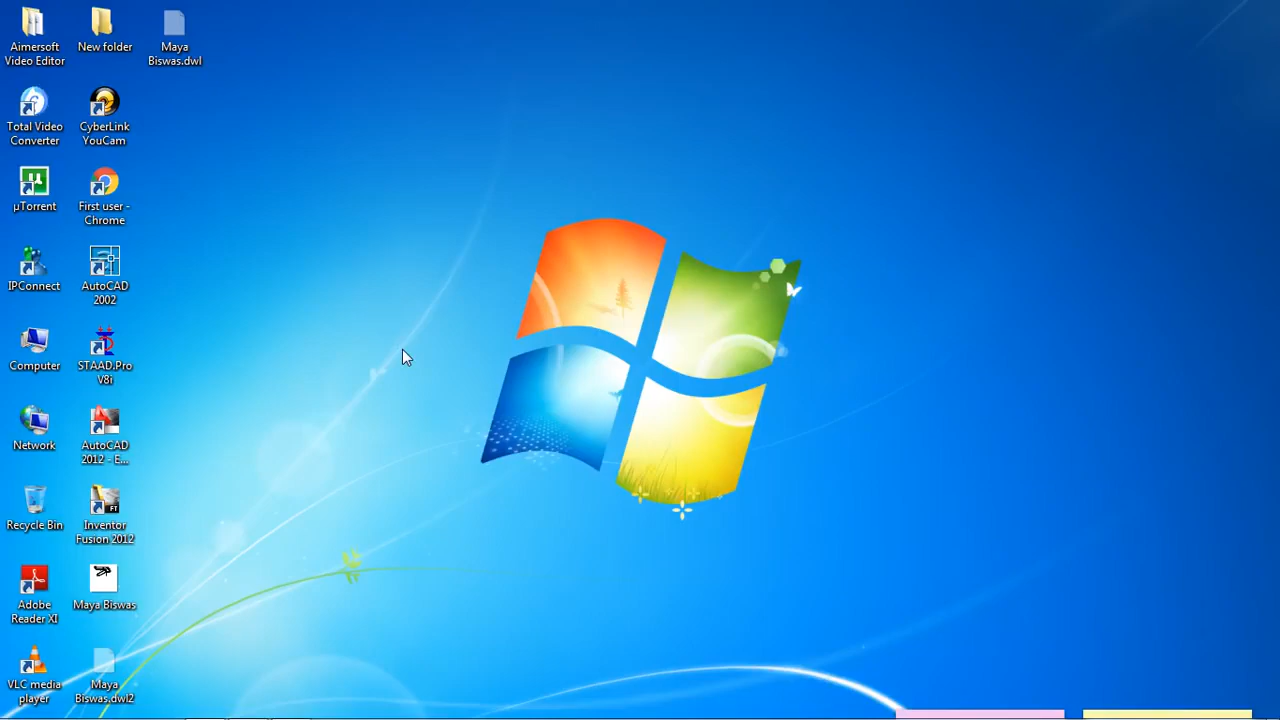 Aimersoft
Video Editor
New folder
Maya
Biswas.dwl
Total Video
Converter
CyberLink
YouCam
µTorrent
First user -
Chrome
IPConnect
AutoCAD
2002
Computer
STAAD.Pro
V8i
Network
AutoCAD
2012 - E...
Recycle Bin
Inventor
Fusion 2012
FT
Adobe
Reader XI
Maya Biswas
VLC media
player
Maya
Biswas.dwl2